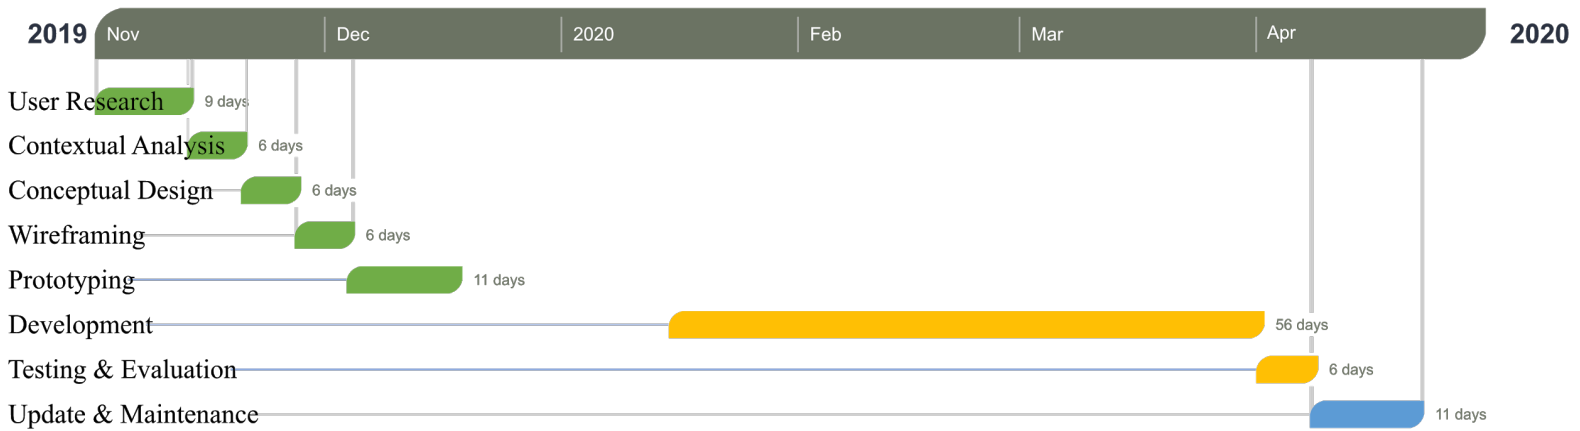 2019 Nov Dec 2020 Feb Mar Apr 2020
User Research 9 days
Contextual Analysis 6 days
Conceptual Design 6 days
Wireframing 6 days
Prototyping 11 days
Development 56 days
Testing & Evaluation 6 days
Update & Maintenance 11 days